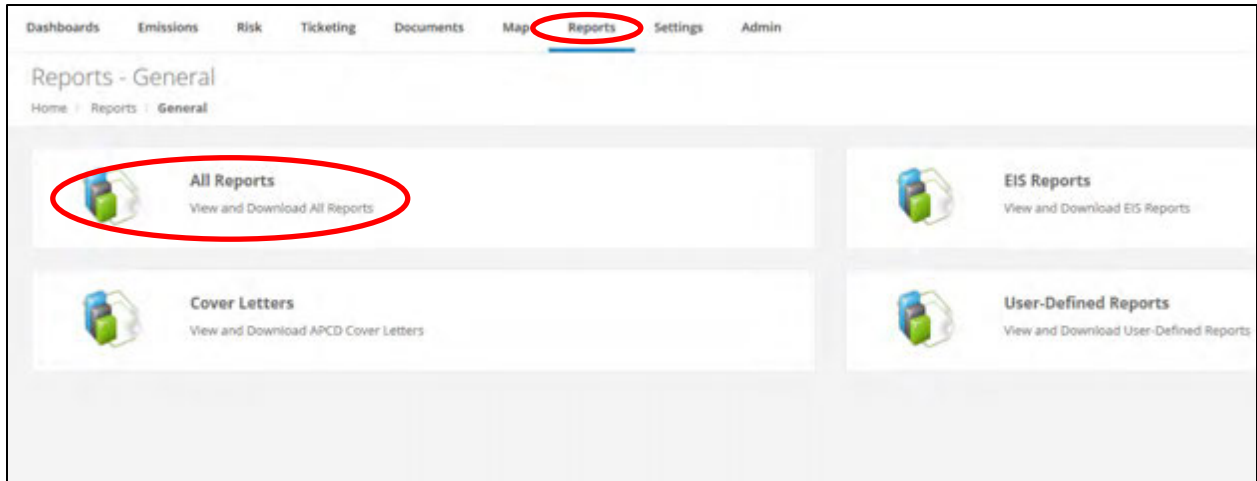 Dashboards Emissions Risk Ticketing Documents Map Reports Settings Admin
Reports - General
Home / Reports / General
All Reports
View and Download All Reports
EIS Reports
View and Download EIS Reports
Cover Letters
View and Download APCD Cover Letters
User-Defined Reports
View and Download User-Defined Reports